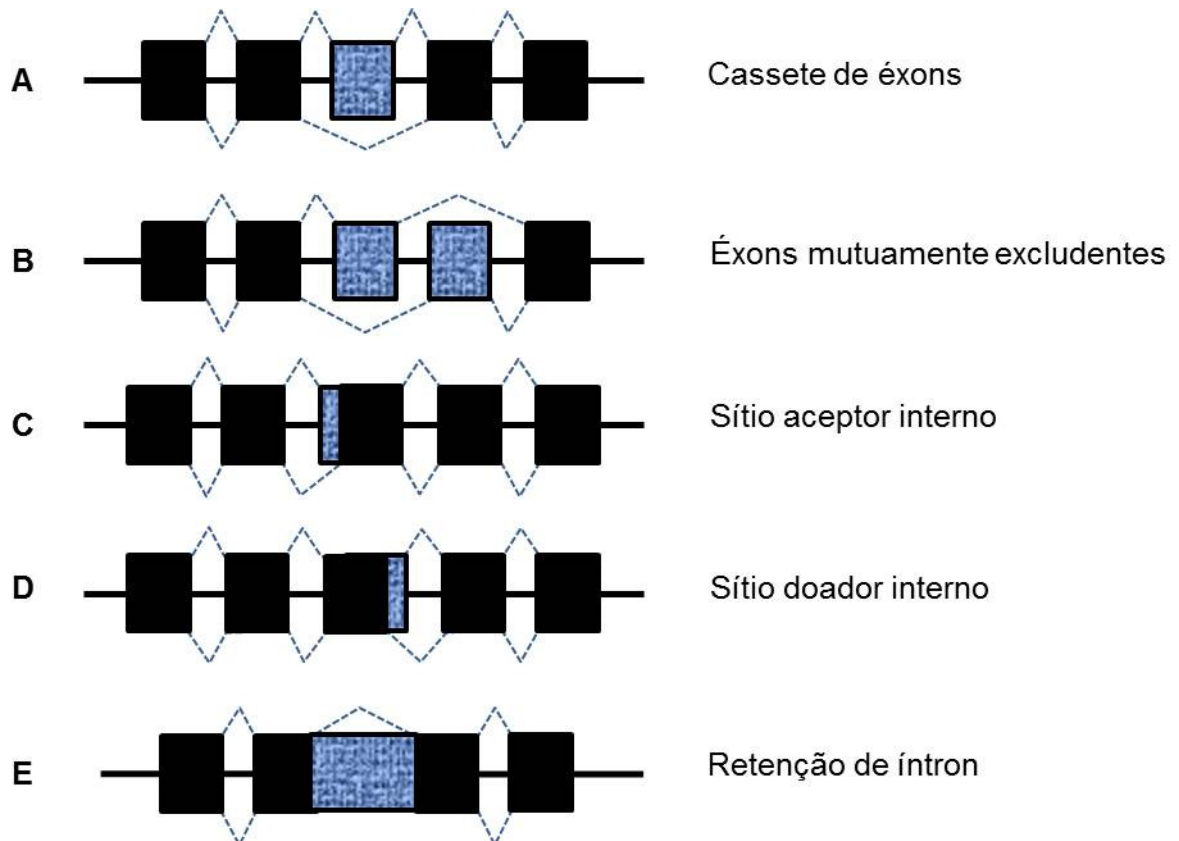 A Cassete de éxons
B Éxons mutuamente excludentes
C Sítio aceptor interno
D Sítio doador interno
E Retenção de íntron